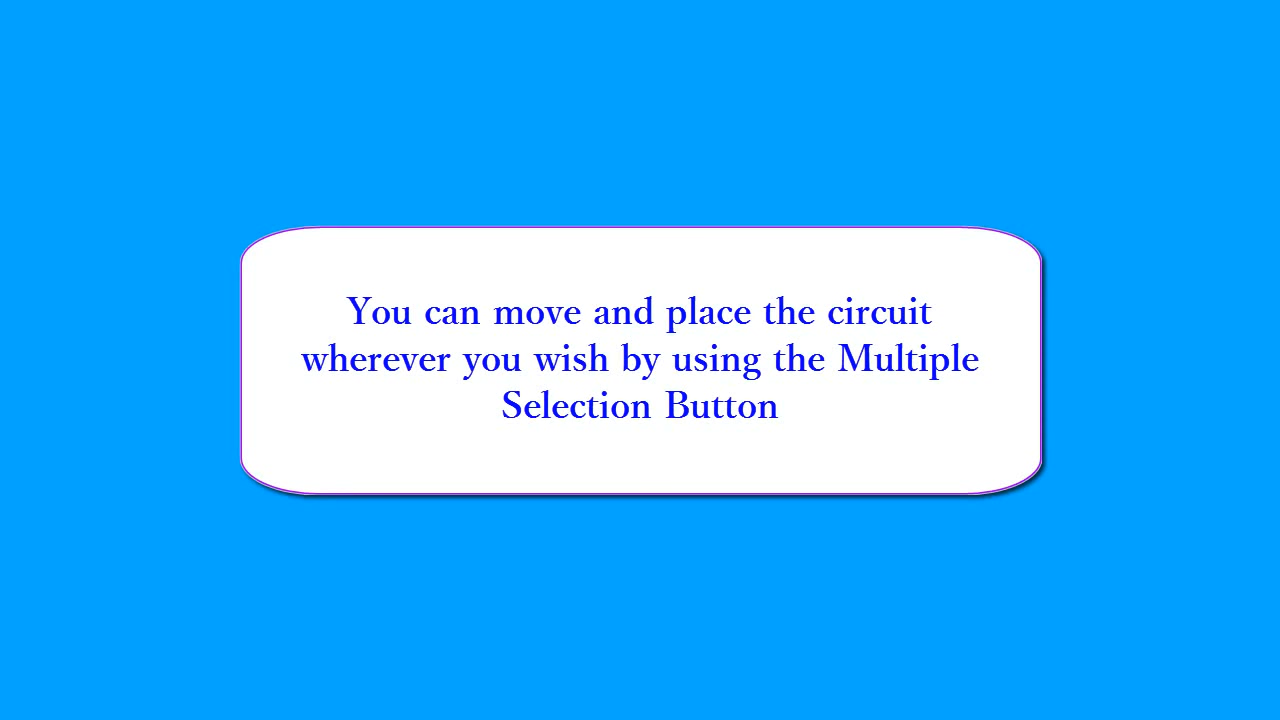 You can move and place the circuit
wherever you wish by using the Multiple
Selection Button